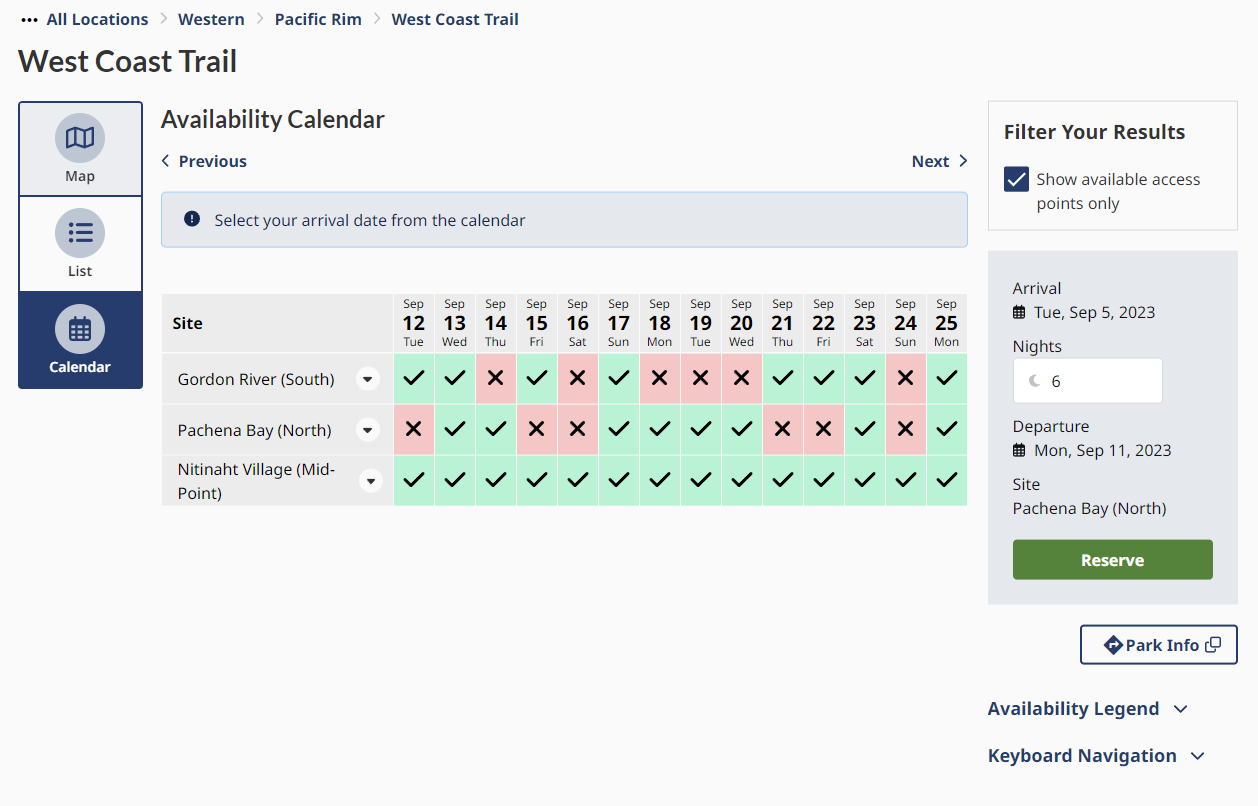 ••• All Locations > Western > Pacific Rim > West Coast Trail
West Coast Trail
Map
List
Calendar
Availability Calendar
Previous
Next
Select your arrival date from the calendar
Site
Sep 12 Tue
Sep 13 Wed
Sep 14 Thu
Sep 15 Fri
Sep 16 Sat
Sep 17 Sun
Sep 18 Mon
Sep 19 Tue
Sep 20 Wed
Sep 21 Thu
Sep 22 Fri
Sep 23 Sat
Sep 24 Sun
Sep 25 Mon
Gordon River (South)
Pachena Bay (North)
Nitinaht Village (Mid-
Point)
Filter Your Results
Show available access
points only
Arrival
Tue, Sep 5, 2023
Nights
6
Departure
Mon, Sep 11, 2023
Site
Pachena Bay (North)
Reserve
Park Info
Availability Legend
Keyboard Navigation